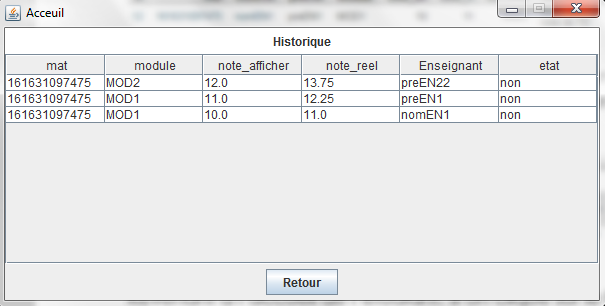 Acceuil
Historique
mat module note_afficher note_reel Enseignant etat
161631097475 MOD2 12.0 13.75 preEN22 non
161631097475 MOD1 11.0 12.25 preEN1 non
161631097475 MOD1 10.0 11.0 nomEN1 non
Retour